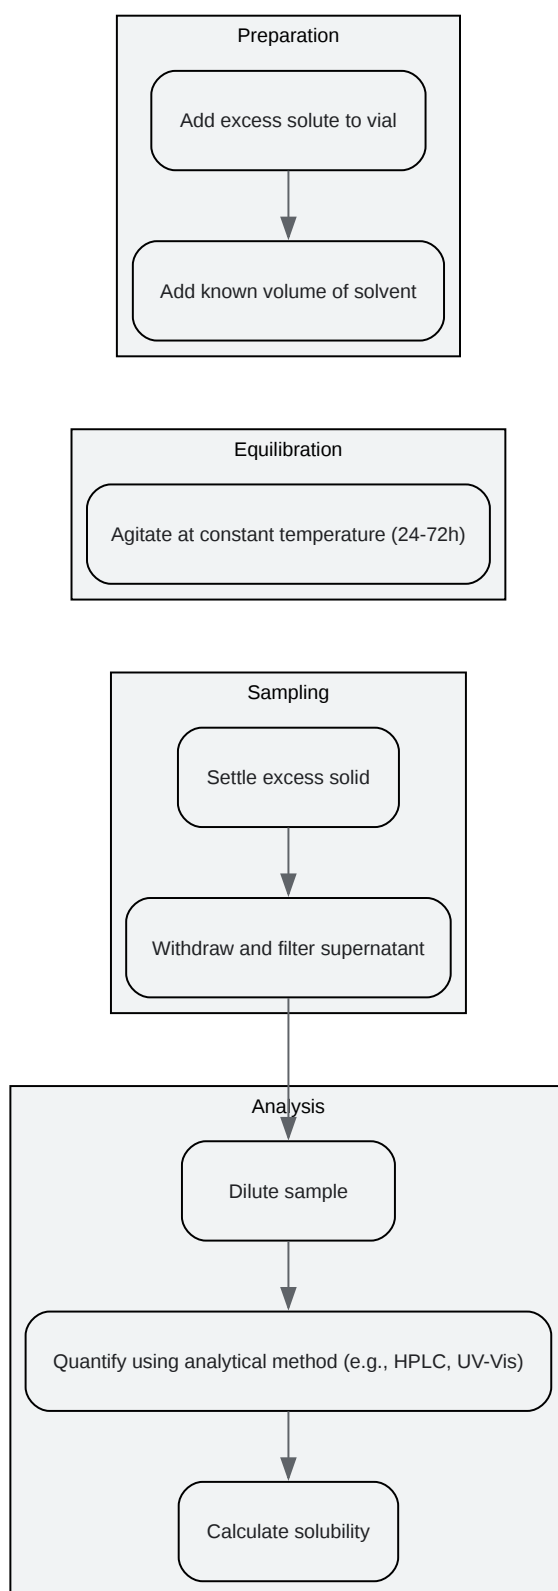 Preparation
Add excess solute to vial
Add known volume of solvent
Equilibration
Agitate at constant temperature (24-72h)
Sampling
Settle excess solid
Withdraw and filter supernatant
Analysis
Dilute sample
Quantify using analytical method (e.g., HPLC, UV-Vis)
Calculate solubility